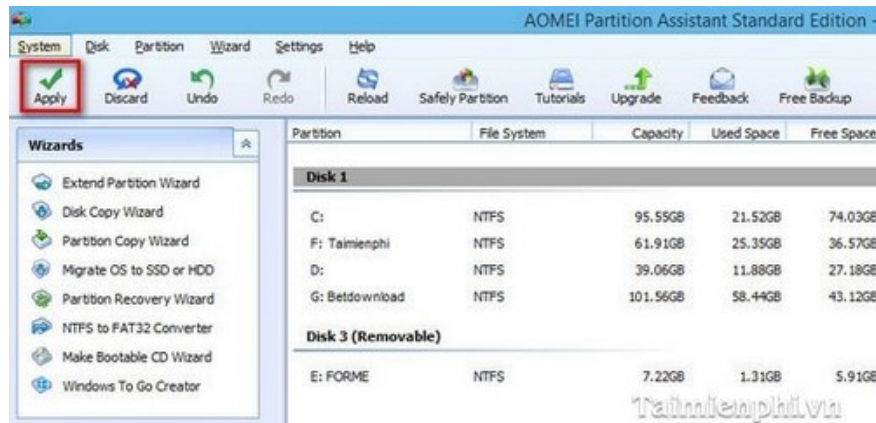 AOMEI Partition Assistant Standard Edition -
System Disk Partition Wizard Settings Help
Apply Discard Undo Redo Reload Safely Partition Tutorials Upgrade Feedback Free Backup
Wizards
Extend Partition Wizard
Disk Copy Wizard
Partition Copy Wizard
Migrate OS to SSD or HDD
Partition Recovery Wizard
NTFS to FAT32 Converter
Make Bootable CD Wizard
Windows To Go Creator
Partition File System Capacity Used Space Free Space
Disk 1
C: NTFS 95.55GB 21.52GB 74.03GB
F: Taimienphi NTFS 61.91GB 25.35GB 36.57GB
D: NTFS 39.06GB 11.88GB 27.18GB
G: Betdownload NTFS 101.56GB 58.44GB 43.12GB
Disk 3 (Removable)
E: FORME NTFS 7.22GB 1.31GB 5.91GB
Taimienphi.vn